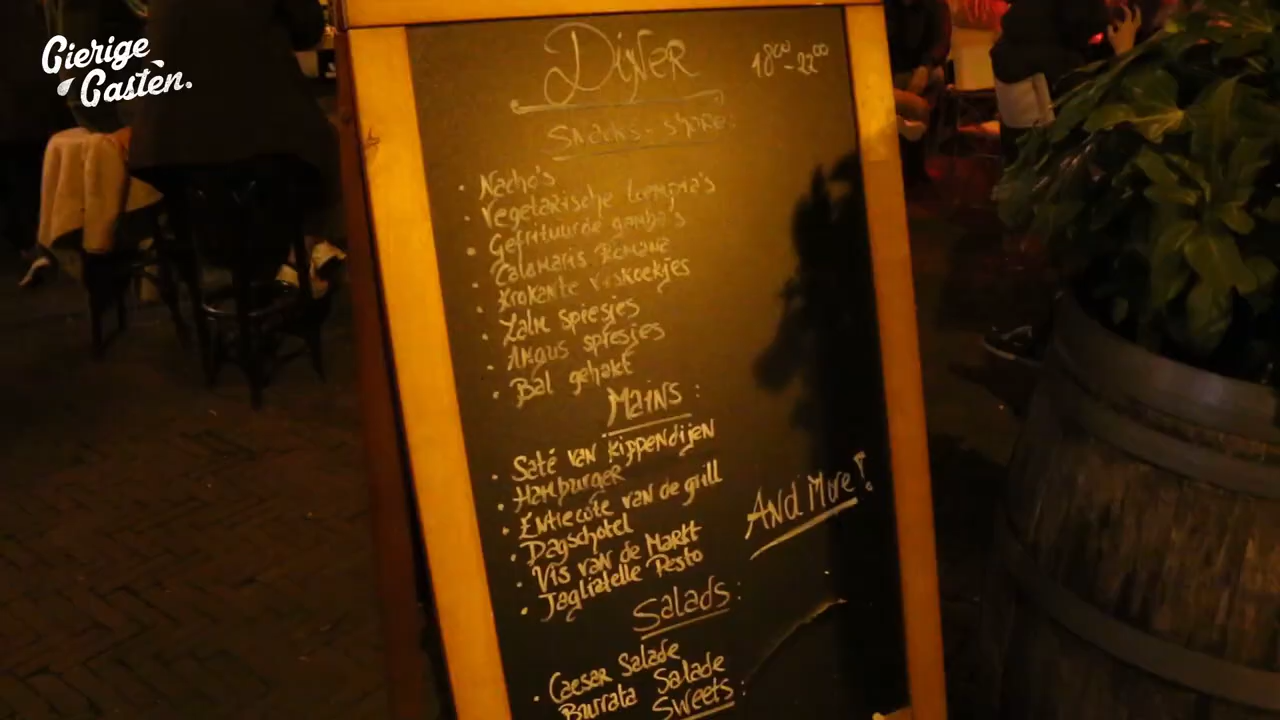 Gierige
Gasten.
Diner 18⁰⁰-22⁰⁰
Snacks - share:
• Nacho's
• Vegetarische Loempia's
• Gefrituurde gamba's
• Calamaris Romana
• Krokante Viskoekjes
• Zalm spiesjes
• Angus spiesjes
• Bal gehakt
Mains:
• Saté van kippendijen
• Hamburger
• Entiecote van de grill
• Dagschotel
• Vis van de Markt
• Tagliatelle Pesto
And More!
Salads:
• Caesar Salade
Burrata Salade
Sweets: